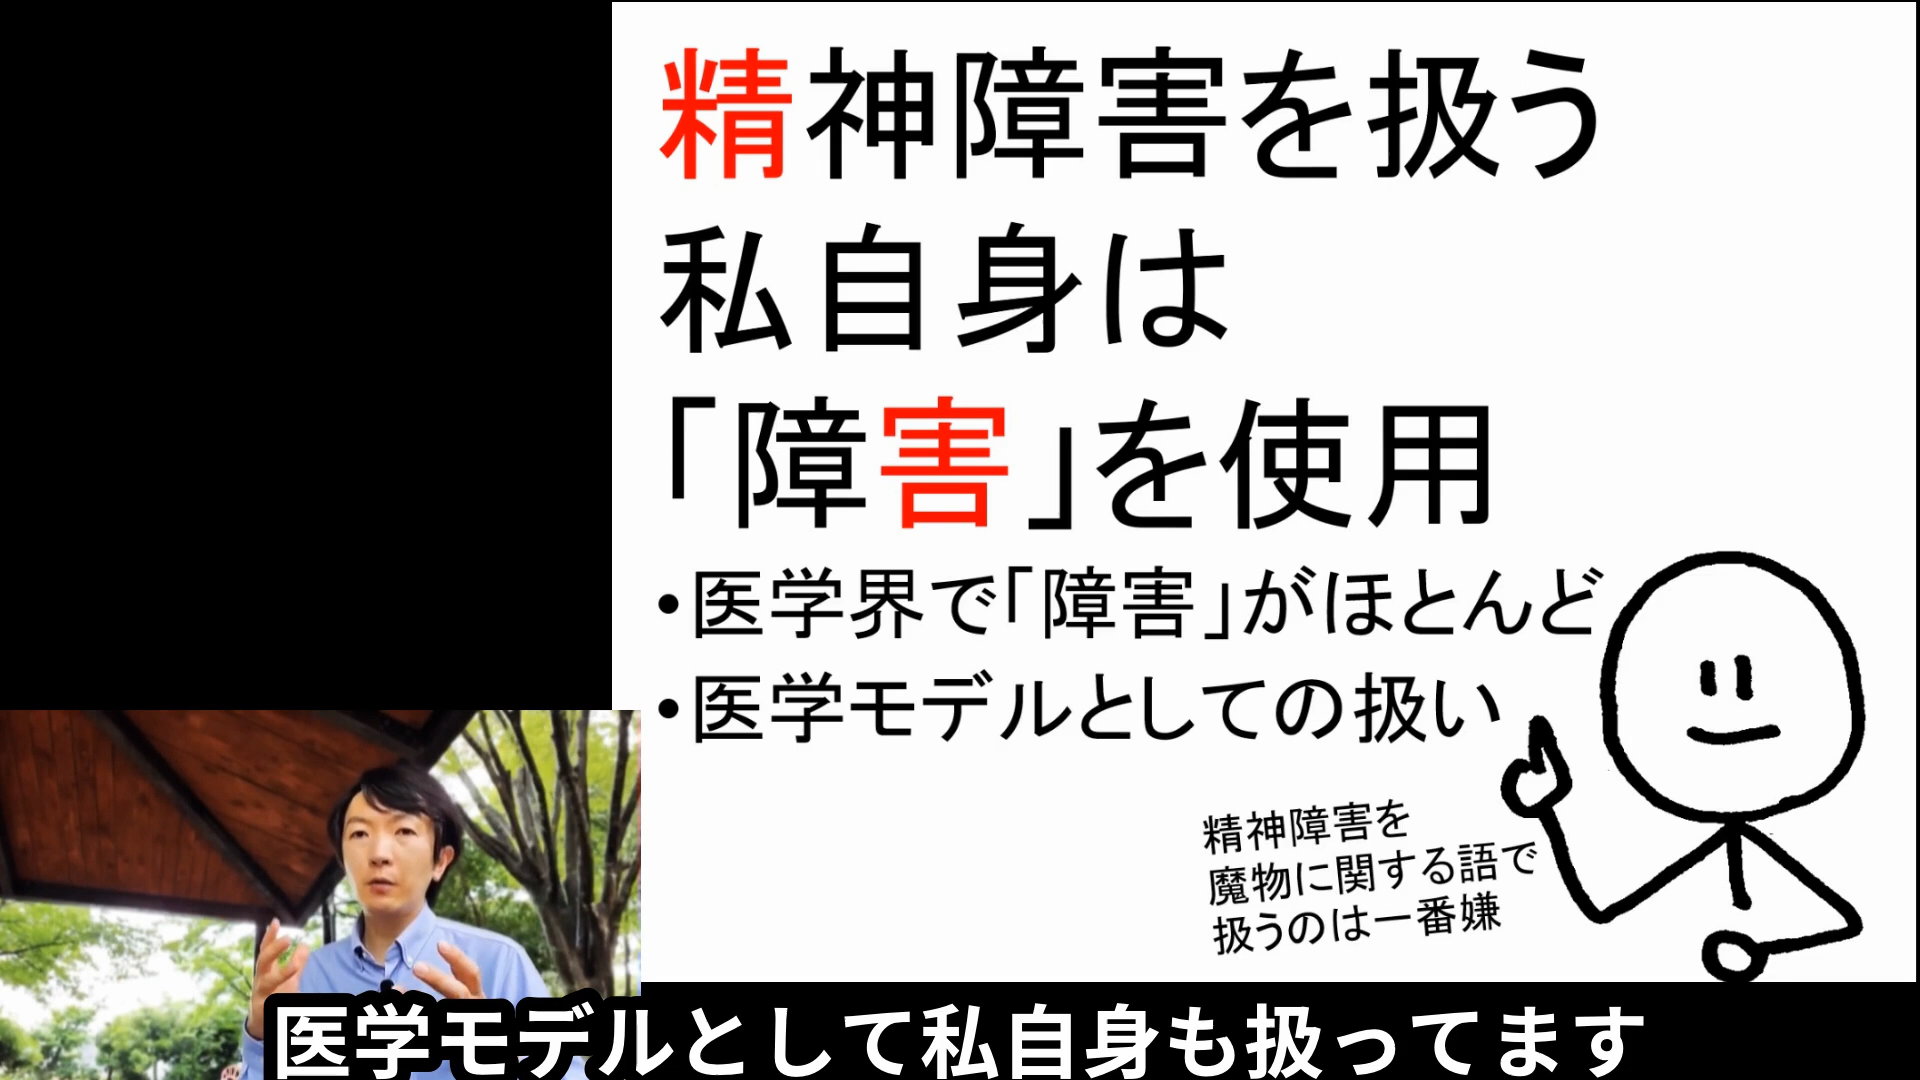 精神障害を扱う
私自身は
「障害」を使用
•医学界で「障害」がほとんど
•医学モデルとしての扱い
精神障害を
魔物に関する語で
扱うのは一番嫌
医学モデルとして私自身も扱ってます